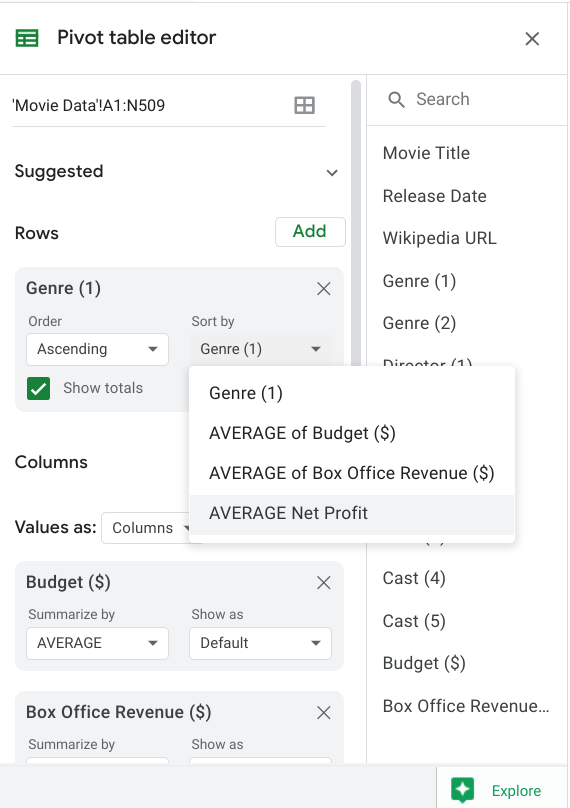 Pivot table editor
'Movie Data'!A1:N509
Suggested
Rows
Add
Genre (1)
Order
Sort by
Ascending
Genre (1)
Show totals
Genre (1)
AVERAGE of Budget ($)
AVERAGE of Box Office Revenue ($)
AVERAGE Net Profit
Columns
Values as:
Columns
Budget ($)
Summarize by
Show as
AVERAGE
Default
Box Office Revenue ($)
Summarize by
Show as
Search
Movie Title
Release Date
Wikipedia URL
Genre (1)
Genre (2)
Director (1)
Cast (4)
Cast (5)
Budget ($)
Box Office Revenue...
Explore